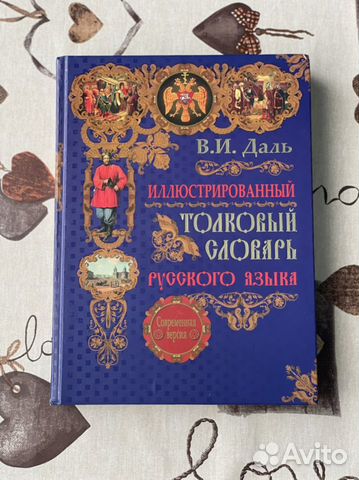 В.И. Даль
ИЛЛЮСТРИРОВАННЫЙ
ТОЛКОВЫЙ
СЛОВАРЬ
РУССКОГО ЯЗЫКА
Современная
версия
Avito